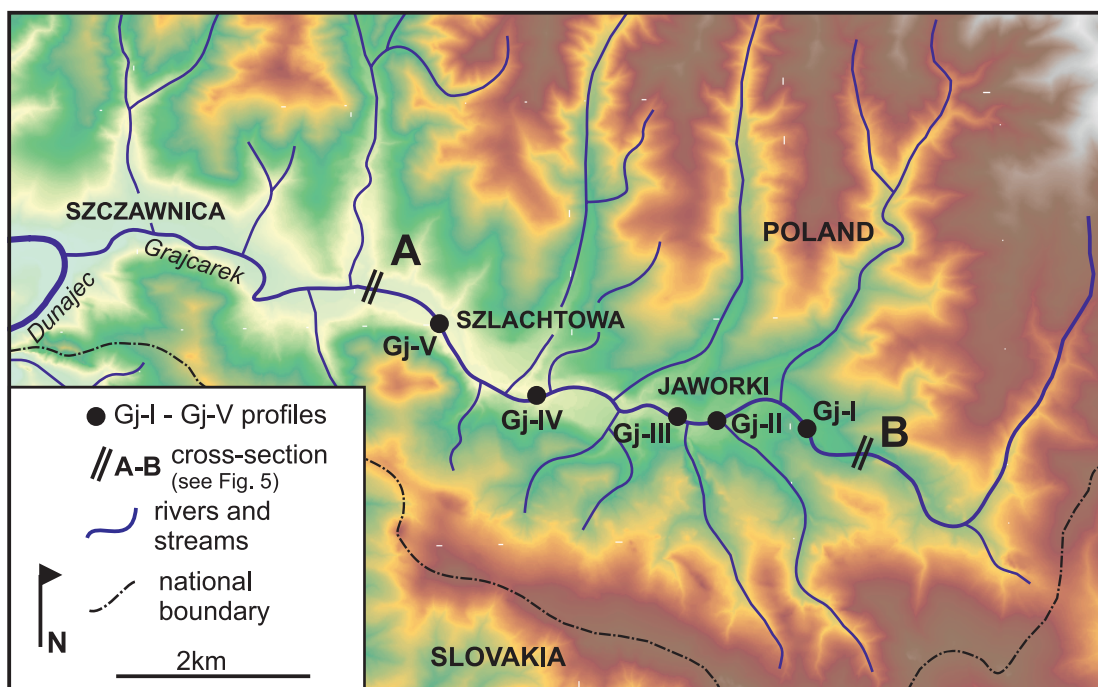 SZCZAWNICA
Grajcarek
Dunajec
A
POLAND
SZLACHTOWA
Gj-V
JAWORKI
Gj-IV
Gj-III
Gj-II
Gj-I
B
SLOVAKIA
Gj-I - Gj-V profiles
A-B cross-section
(see Fig. 5)
rivers and
streams
national
boundary
N
2km